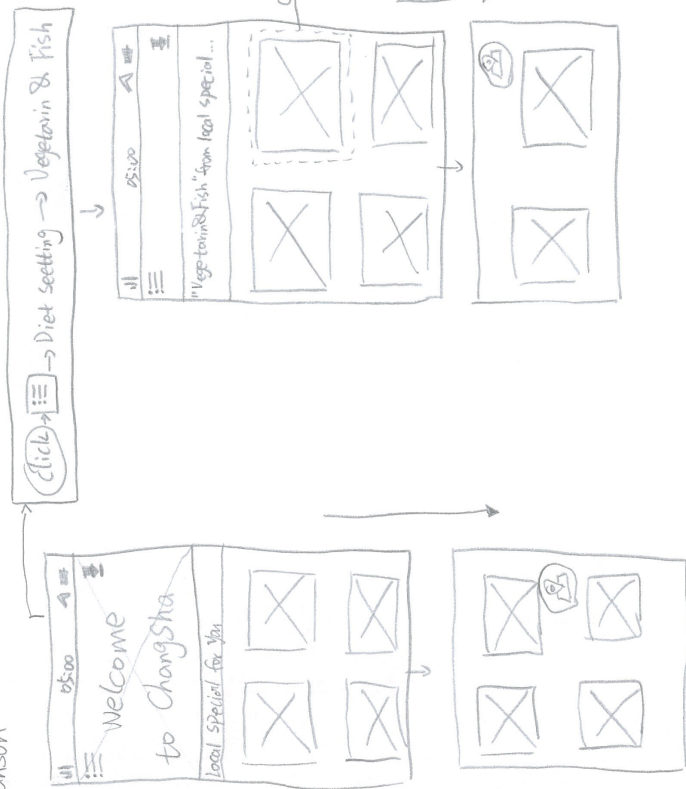 Click → → Diet seetting → Vegetarin & Fish
05:00
Welcome
to ChangSha
Local special for you
05:00
"Vegetarin&Fish" from local special...